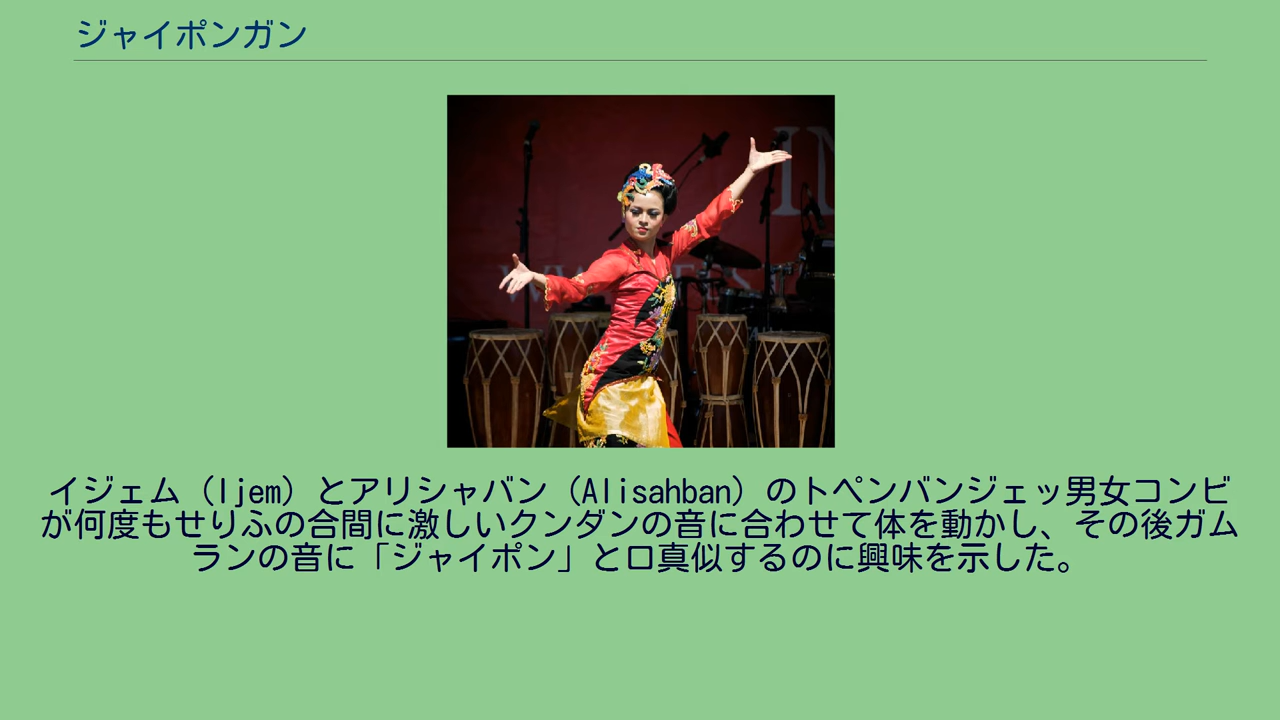 ジャイポンガン
イジェム（Ijem）とアリシャバン（Alisahban）のトペンバンジェッ男女コンビ
が何度もせりふの合間に激しいクンダンの音に合わせて体を動かし、その後ガム
ランの音に「ジャイポン」と口真似するのに興味を示した。